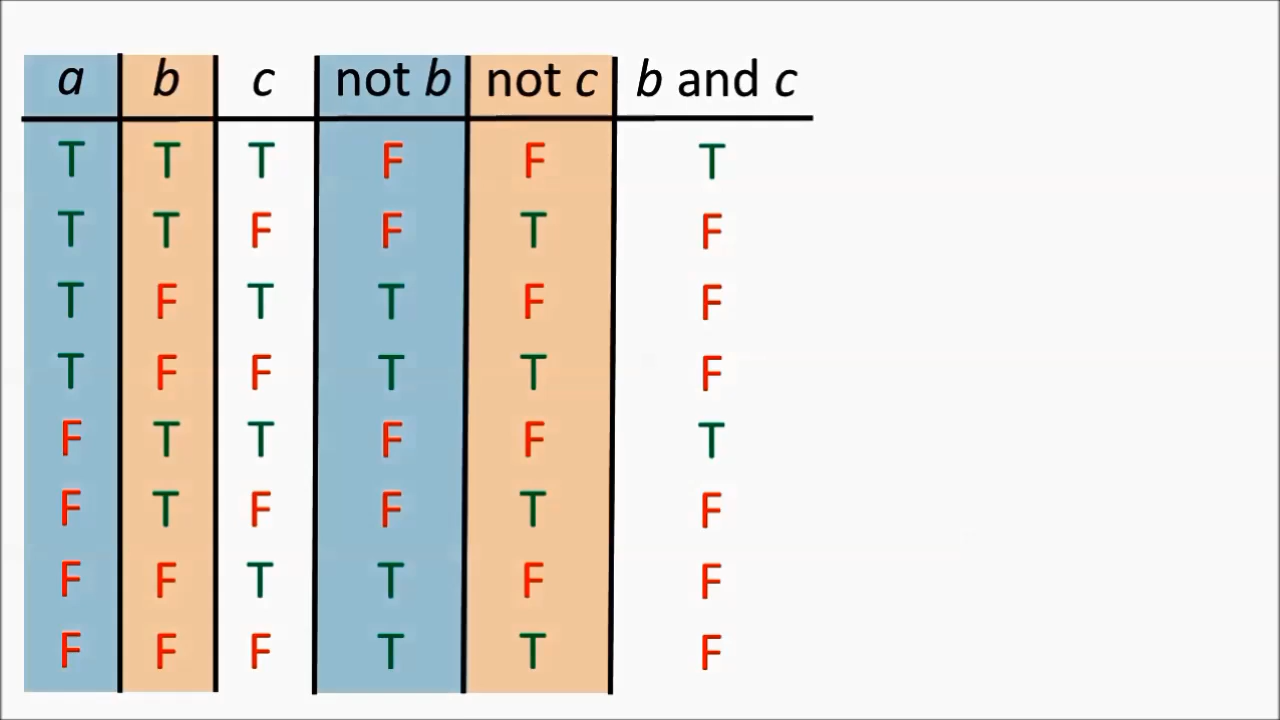 a b c not b not c b and c
T T T F F T
T T F F T F
T F T T F F
T F F T T F
F T T F F T
F T F F T F
F F T T F F
F F F T T F